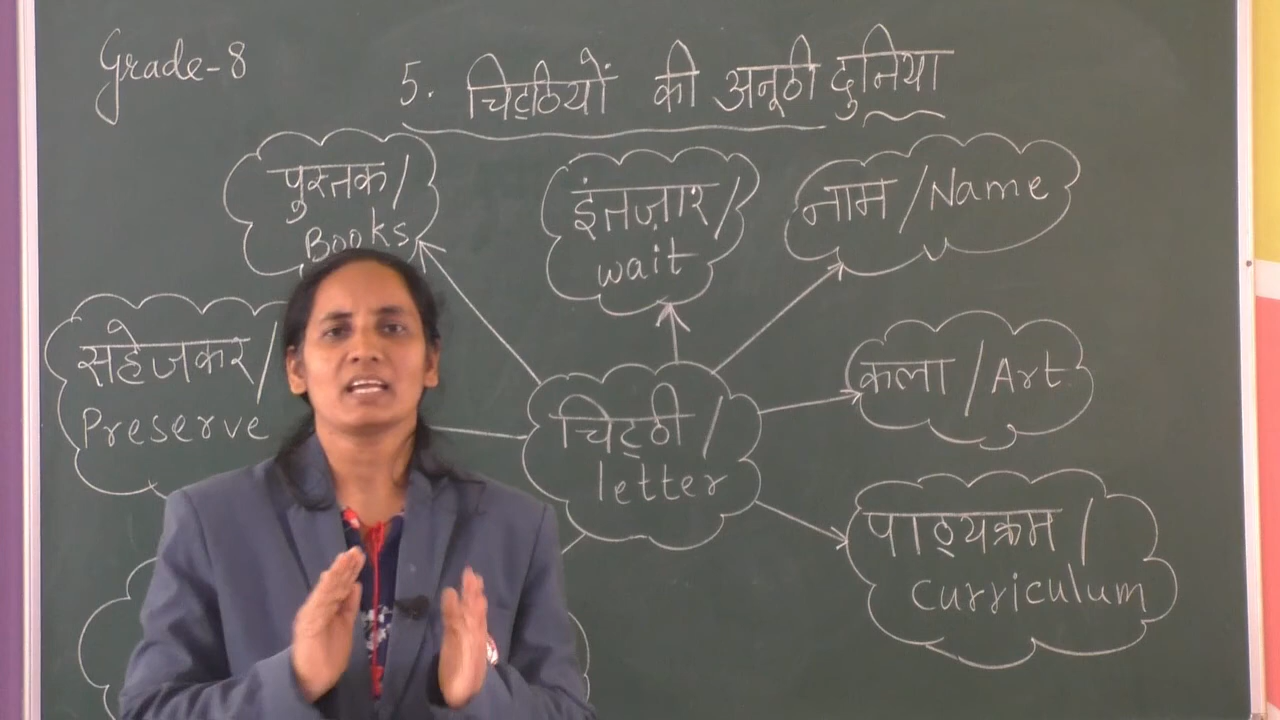 Grade-8
5. चिट्ठियों की अनूठी दुनिया
पुस्तक/
Books
इंतज़ार/
wait
नाम/Name
सहेजकर/
Preserve
चिट्ठी/
letter
कला/Art
पाठ्यक्रम/
curriculum